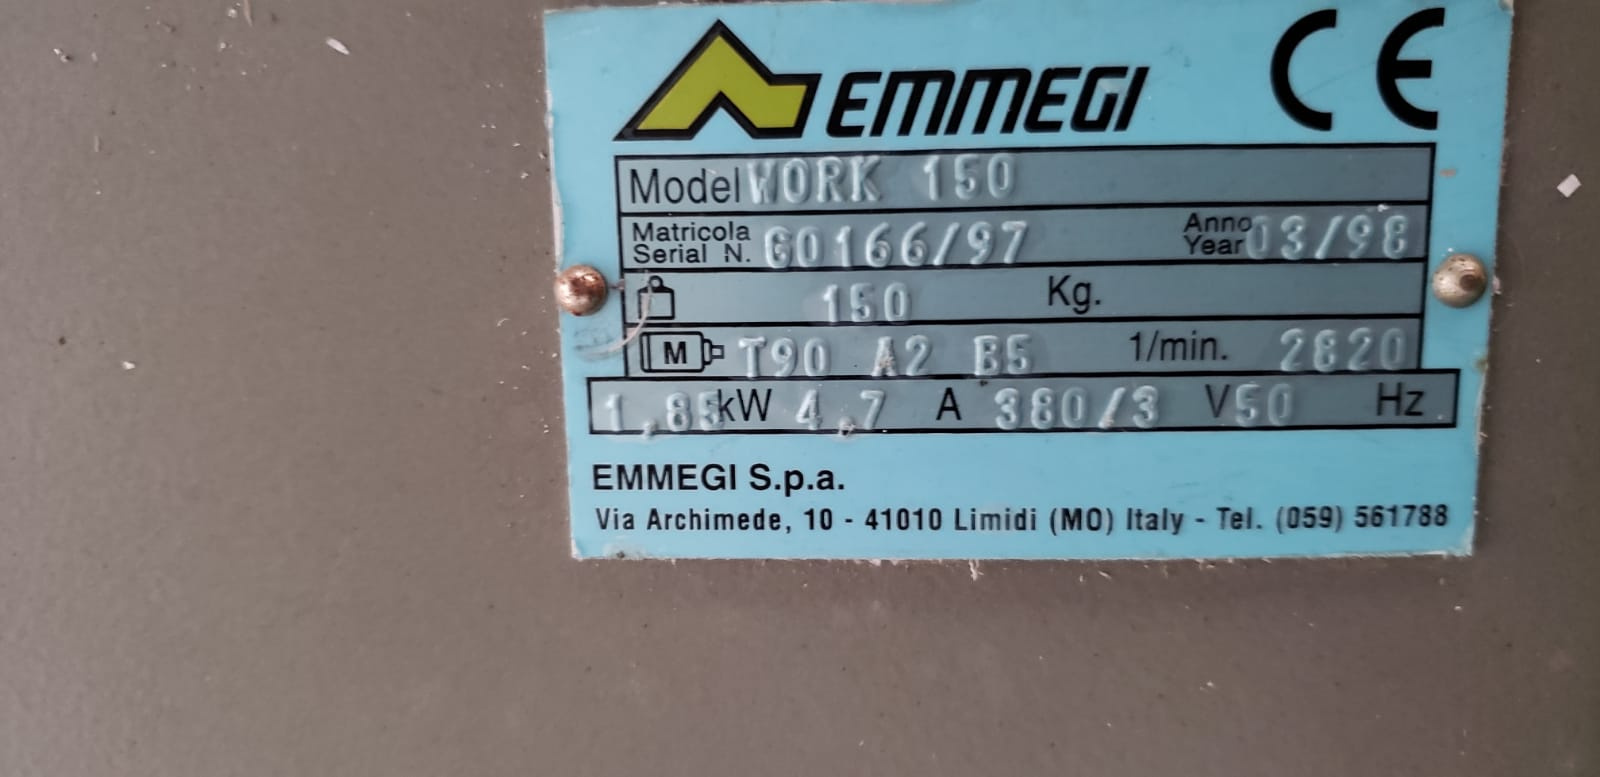 EMMEGI CE
Model WORK 150
Matricola Serial N. G0166/97 Anno Year 03/98
150 Kg.
M T90 A2 B5 1/min. 2820
1,85 kW 4,7 A 380/3 V 50 Hz
EMMEGI S.p.a.
Via Archimede, 10 - 41010 Limidi (MO) Italy - Tel. (059) 561788